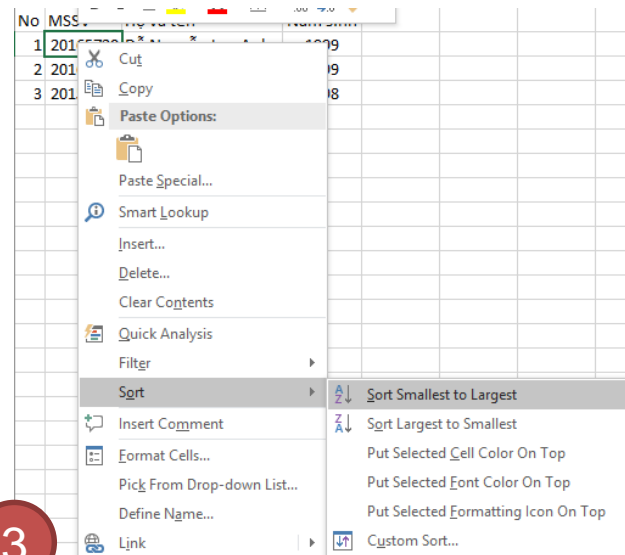 No MSSV
1
2 201
3 201
Cut
Copy
Paste Options:
Paste Special...
Smart Lookup
Insert...
Delete...
Clear Contents
Quick Analysis
Filter
Sort
Sort Smallest to Largest
Insert Comment
Sort Largest to Smallest
Format Cells...
Put Selected Cell Color On Top
Pick From Drop-down List...
Put Selected Font Color On Top
Define Name...
Put Selected Formatting Icon On Top
3
Link
Custom Sort...